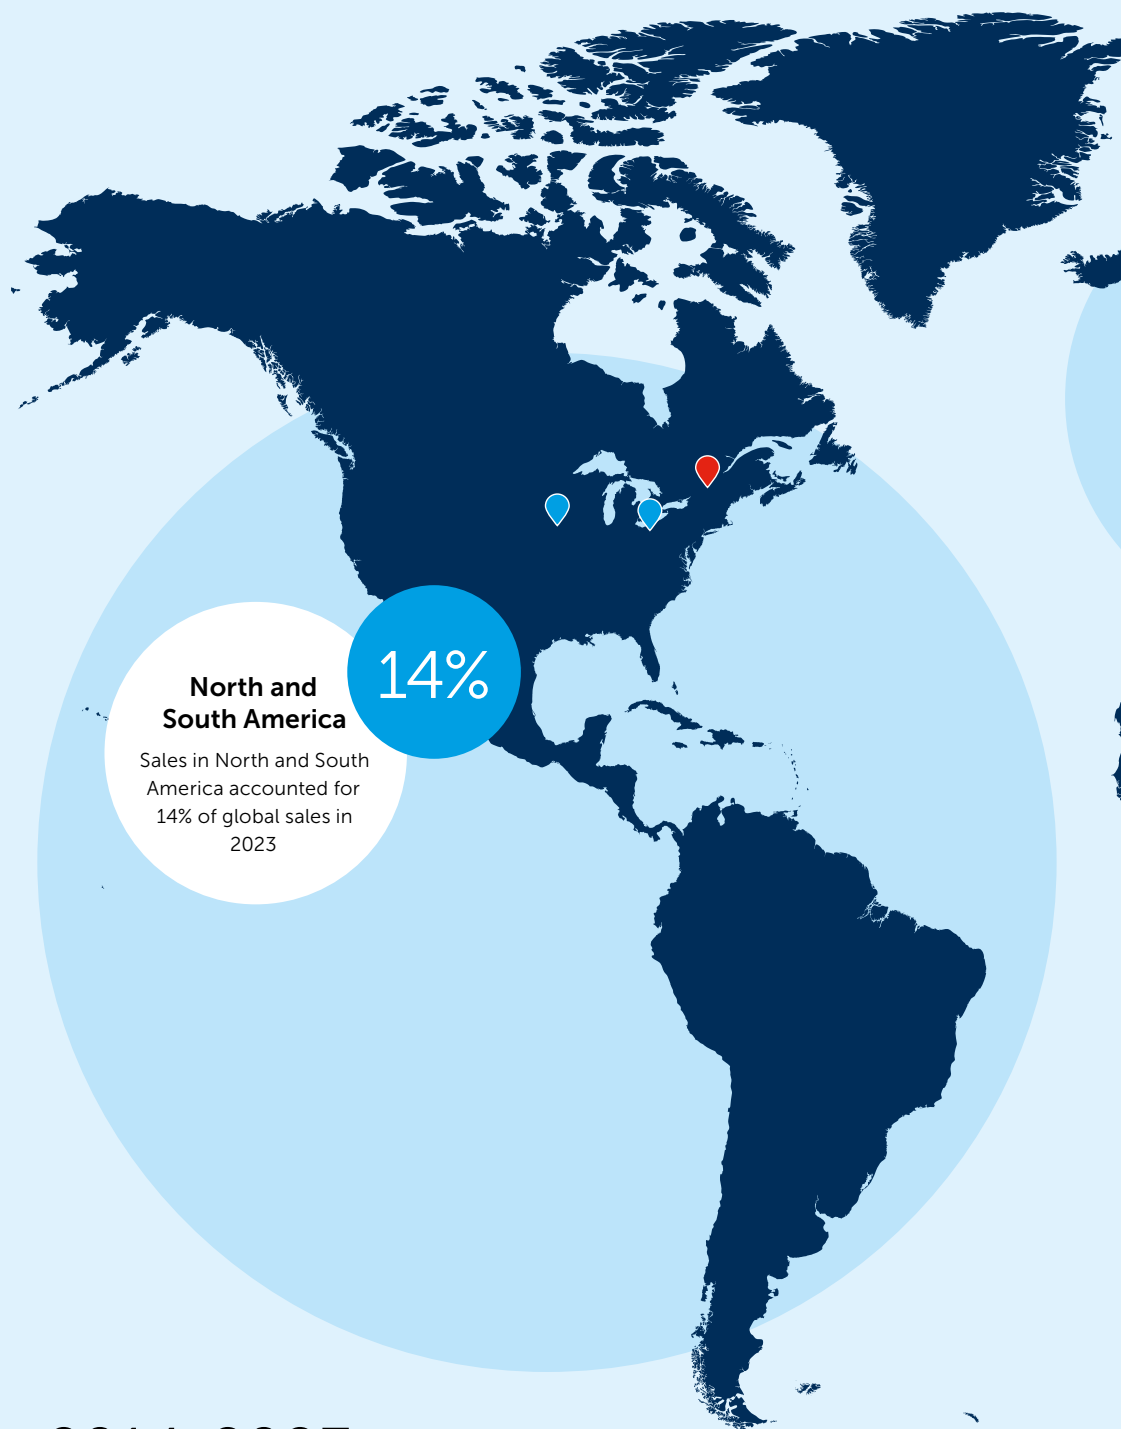 14%
North and
South America
Sales in North and South
America accounted for
14% of global sales in
2023